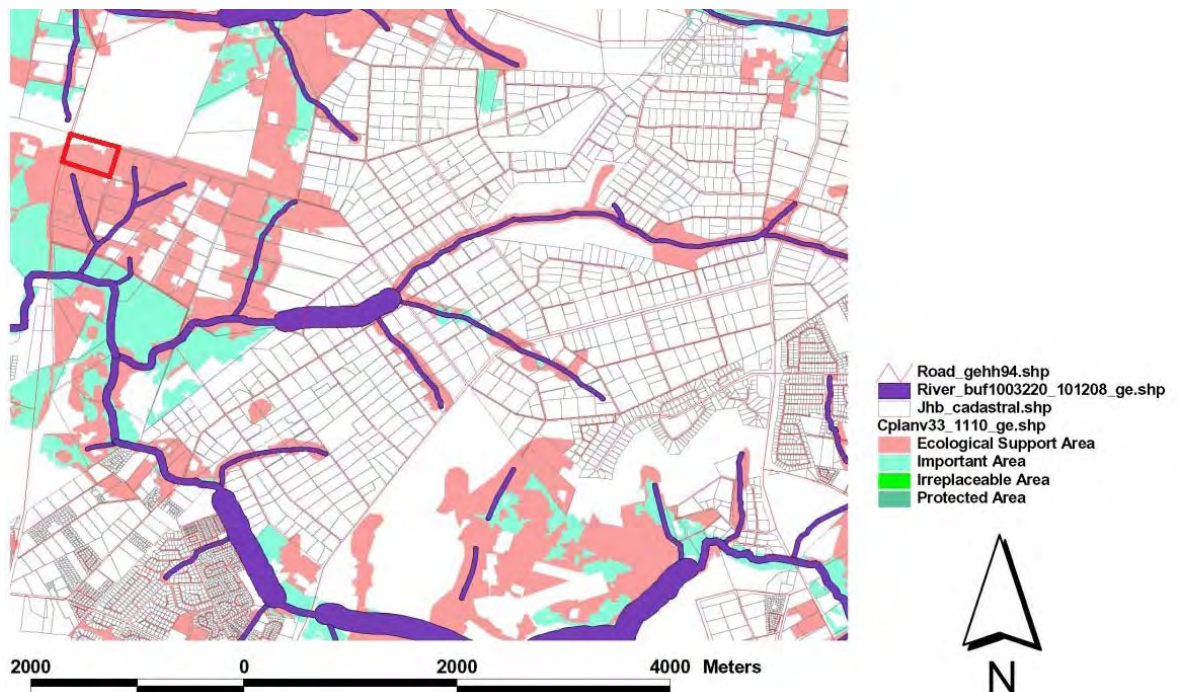 Road_gehh94.shp
River_buf1003220_101208_ge.shp
Jhb_cadastral.shp
Cplanv33_1110_ge.shp
Ecological Support Area
Important Area
Irreplaceable Area
Protected Area
N
2000 0 2000 4000 Meters